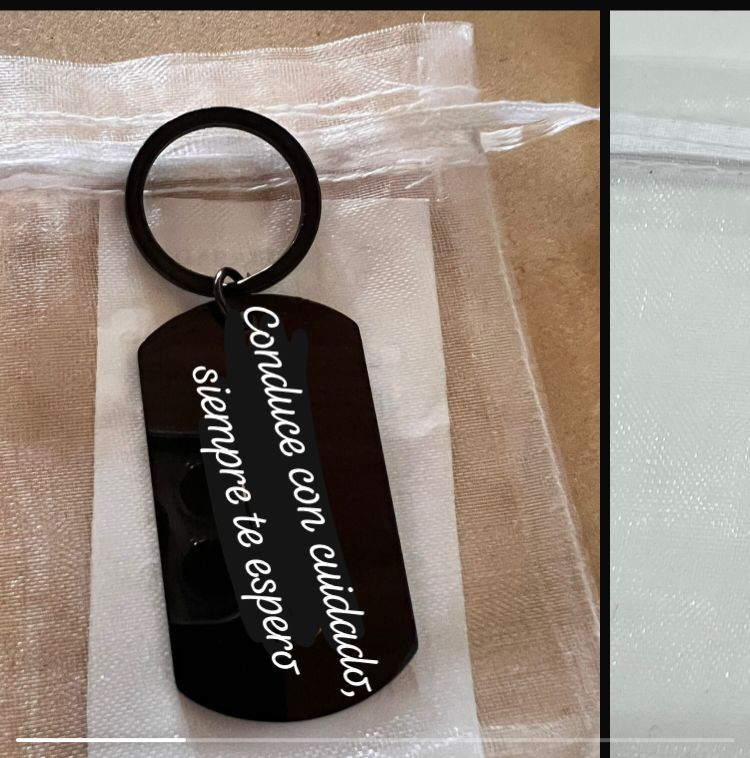 Conduce con cuidado,
siempre te espero